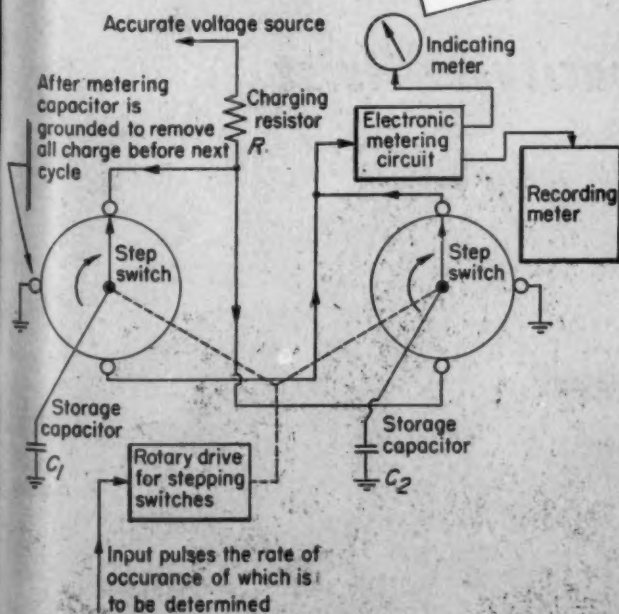 Accurate voltage source
Indicating
meter
After metering
capacitor is
grounded to remove
all charge before next
cycle
Charging
resistor
R
Electronic
metering
circuit
Recording
meter
Step
switch
Step
switch
Storage
capacitor
C1
Storage
capacitor
C2
Rotary drive
for stepping
switches
Input pulses the rate of
occurance of which is
to be determined